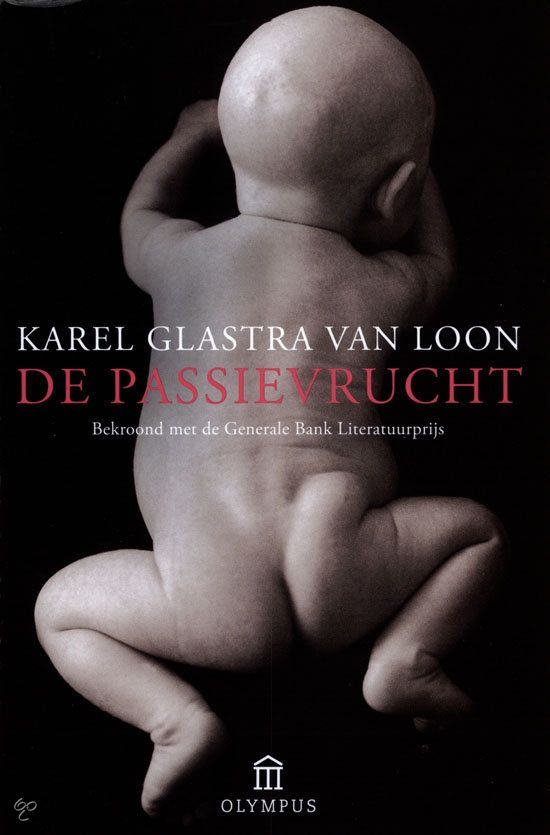 KAREL GLASTRA VAN LOON
DE PASSIEVRUCHT
Bekroond met de Generale Bank Literatuurprijs
OLYMPUS